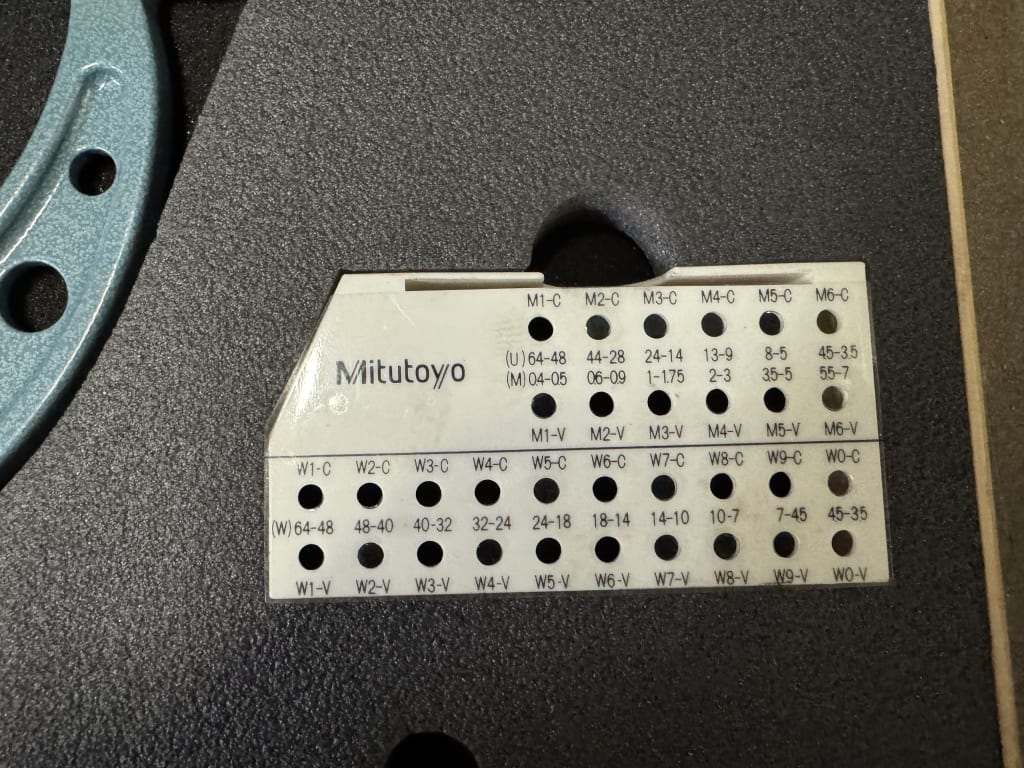 M1-C M2-C M3-C M4-C M5-C M6-C
(U) 64-48 44-28 24-14 13-9 8-5 4.5-3.5
Mitutoyo
(M) 0.4-0.5 0.6-0.9 1-1.75 2-3 3.5-5 5.5-7
M1-V M2-V M3-V M4-V M5-V M6-V
W1-C W2-C W3-C W4-C W5-C W6-C W7-C W8-C W9-C W0-C
(W) 64-48 48-40 40-32 32-24 24-18 18-14 14-10 10-7 7-4.5 4.5-3.5
W1-V W2-V W3-V W4-V W5-V W6-V W7-V W8-V W9-V W0-V